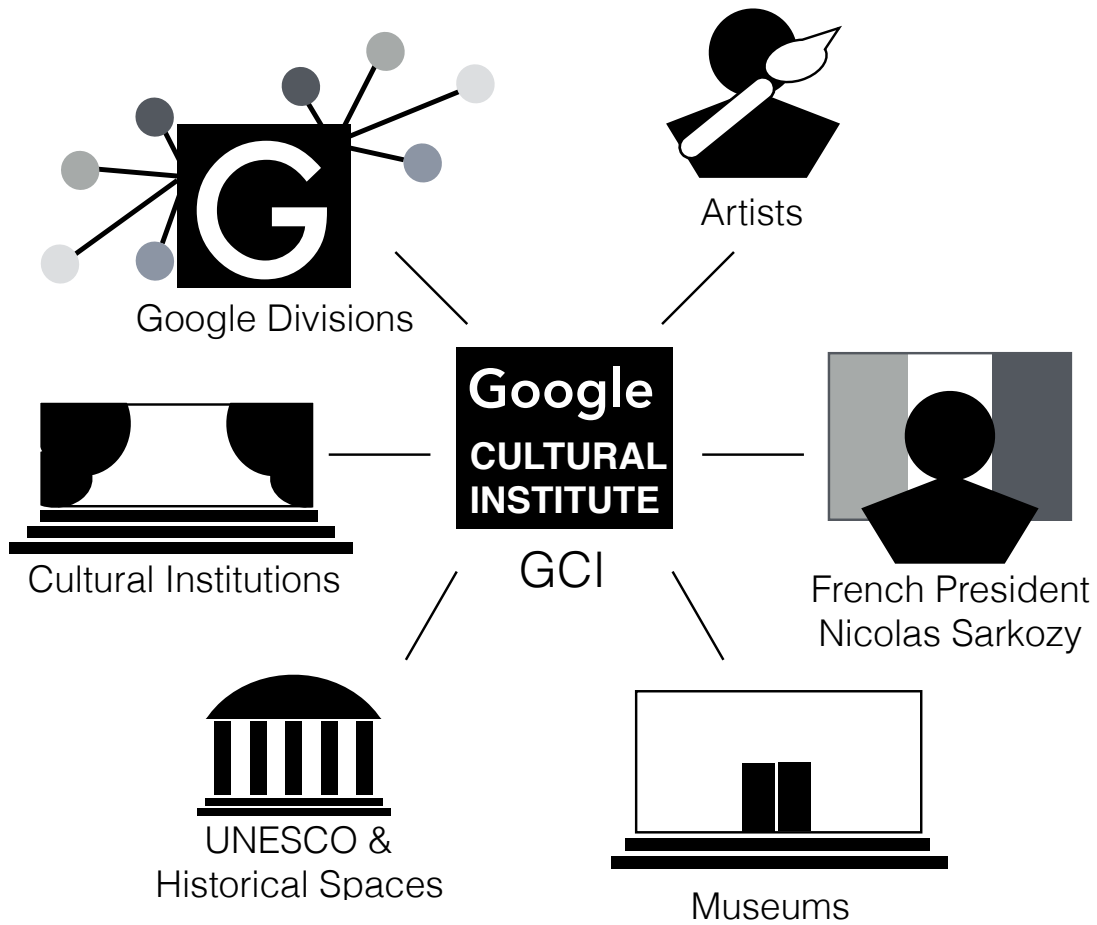 G
Google Divisions
Artists
Google
CULTURAL
INSTITUTE
GCI
Cultural Institutions
French President
Nicolas Sarkozy
UNESCO &
Historical Spaces
Museums